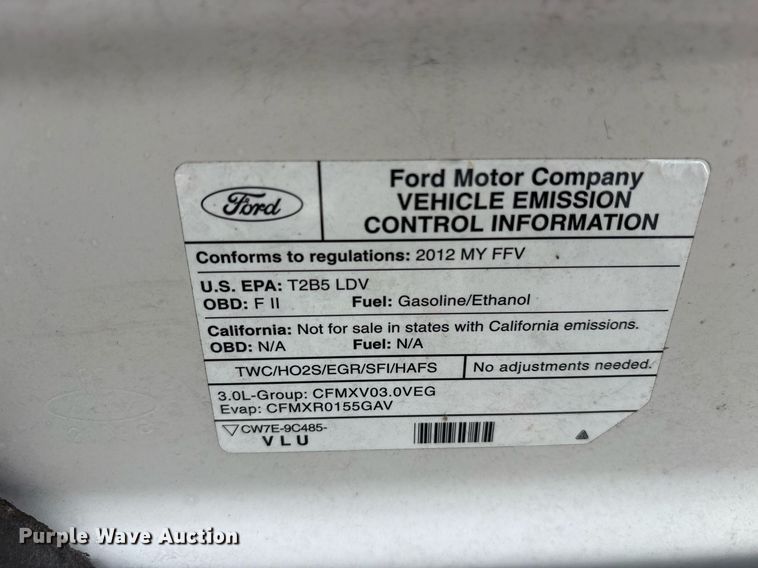 Ford
Ford Motor Company
VEHICLE EMISSION
CONTROL INFORMATION
Conforms to regulations: 2012 MY FFV
U.S. EPA: T2B5 LDV
OBD: F II Fuel: Gasoline/Ethanol
California: Not for sale in states with California emissions.
OBD: N/A Fuel: N/A
TWC/HO2S/EGR/SFI/HAFS No adjustments needed.
3.0L-Group: CFMXV03.0VEG
Evap: CFMXR0155GAV
CW7E-9C485-
VLU
Purple Wave Auction